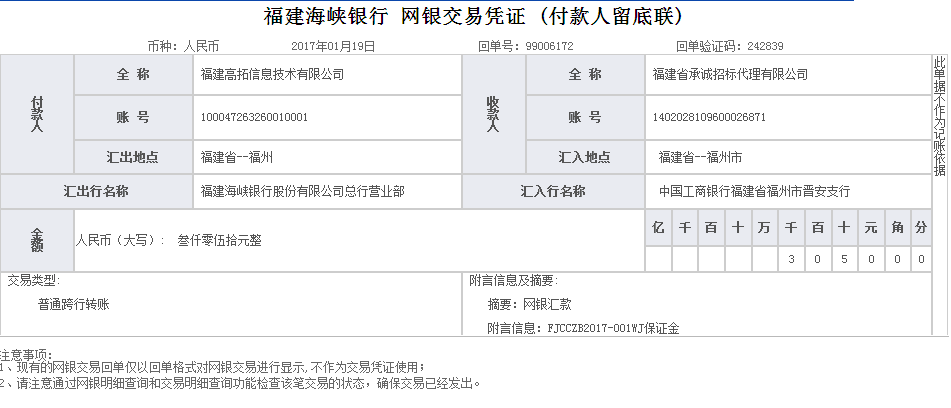 福建海峡银行 网银交易凭证 (付款人留底联)
币种: 人民币 2017年01月19日 回单号: 99006172 回单验证码: 242839
付款人
全 称 福建高拓信息技术有限公司
账 号 100047263260010001
汇出地点 福建省--福州
收款人
全 称 福建省承诚招标代理有限公司
账 号 1402028109600026871
汇入地点 福建省--福州市
汇出行名称 福建海峡银行股份有限公司总行营业部 汇入行名称 中国工商银行福建省福州市晋安支行
金额 人民币（大写）: 叁仟零伍拾元整
亿 千 百 十 万 千 百 十 元 角 分
3 0 5 0 0 0
交易类型:
普通跨行转账
附言信息及摘要:
摘要: 网银汇款
附言信息: FJCCZB2017-001WJ保证金
此单据不作为记账依据
注意事项:
1、现有的网银交易回单仅以回单格式对网银交易进行显示,不作为交易凭证使用;
2、请注意通过网银明细查询和交易明细查询功能检查该笔交易的状态，确保交易已经发出。